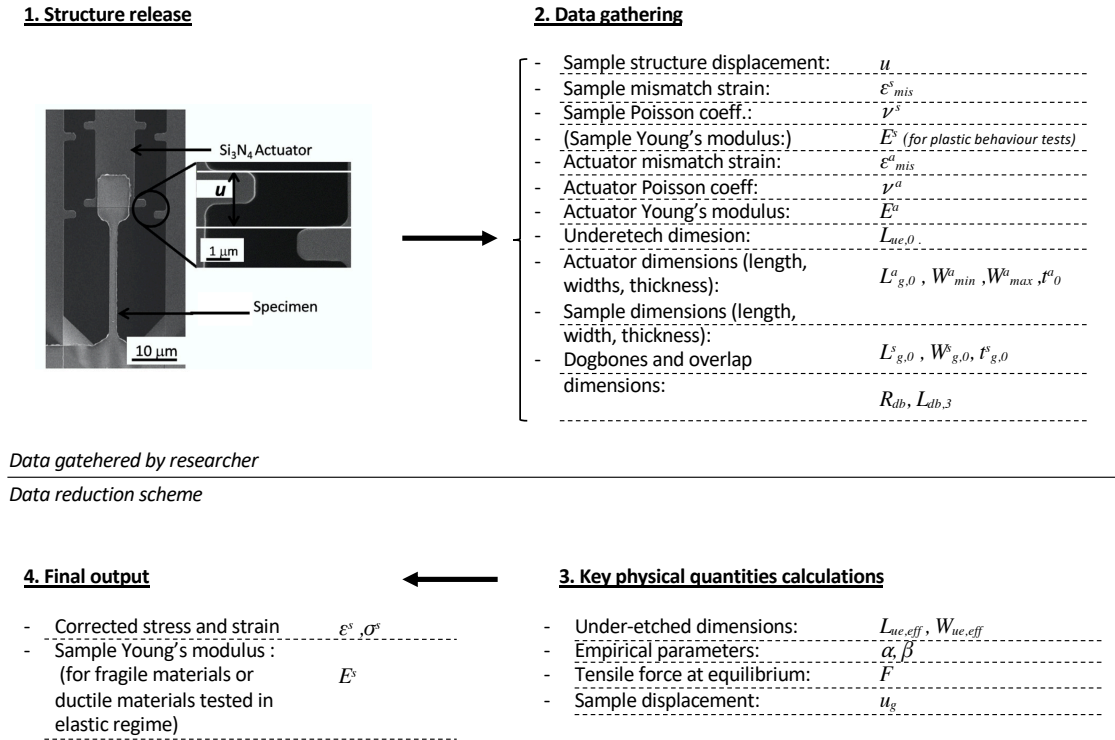 1. Structure release
Si3N4 Actuator
u
1 μm
Specimen
10 μm
2. Data gathering
- Sample structure displacement: u
- Sample mismatch strain: εsmis
- Sample Poisson coeff.: νs
- (Sample Young's modulus:) Es (for plastic behaviour tests)
- Actuator mismatch strain: εamis
- Actuator Poisson coeff: νa
- Actuator Young's modulus: Ea
- Underetech dimesion: Lue,0 .
- Actuator dimensions (length,
widths, thickness): Lag,0 , Wamin ,Wamax ,ta0
- Sample dimensions (length,
width, thickness): Lsg,0 , Wsg,0, tsg,0
- Dogbones and overlap
dimensions: Rdb, Ldb,3
Data gatehered by researcher
Data reduction scheme
4. Final output
- Corrected stress and strain εs ,σs
- Sample Young's modulus :
(for fragile materials or Es
ductile materials tested in
elastic regime)
3. Key physical quantities calculations
- Under-etched dimensions: Lue,eff , Wue,eff
- Empirical parameters: α, β
- Tensile force at equilibrium: F
- Sample displacement: ug